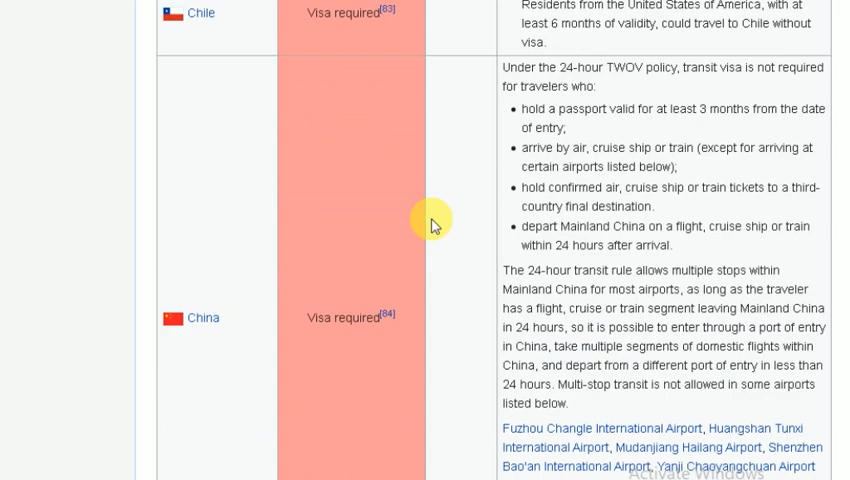 Residents from the United States of America, with at
Chile
Visa required[83]
least 6 months of validity, could travel to Chile without
visa.
Under the 24-hour TWOV policy, transit visa is not required
for travelers who:
hold a passport valid for at least 3 months from the date
of entry;
arrive by air, cruise ship or train (except for arriving at
certain airports listed below);
hold confirmed air, cruise ship or train tickets to a third-
country final destination.
depart Mainland China on a flight, cruise ship or train
within 24 hours after arrival.
The 24-hour transit rule allows multiple stops within
Mainland China for most airports, as long as the traveler
has a flight, cruise or train segment leaving Mainland China
China
Visa required[84]
in 24 hours, so it is possible to enter through a port of entry
in China, take multiple segments of domestic flights within
China, and depart from a different port of entry in less than
24 hours. Multi-stop transit is not allowed in some airports
listed below.
Fuzhou Changle International Airport, Huangshan Tunxi
International Airport, Mudanjiang Hailang Airport, Shenzhen
Bao'an International Airport, Yanji Chaoyangchuan Airport
Activate Windows